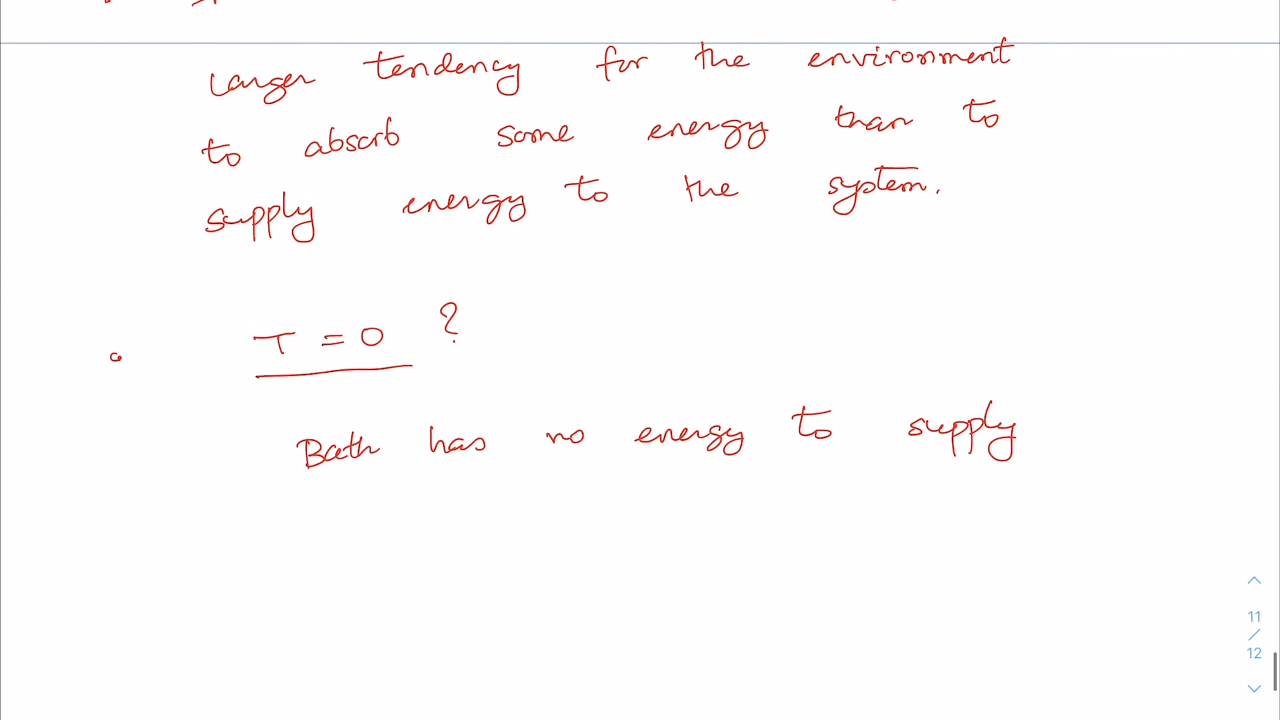 Larger tendency for the environment
to absorb some energy than to
supply energy to the system.
T = 0 ?
Bath has no energy to supply
11
/
12